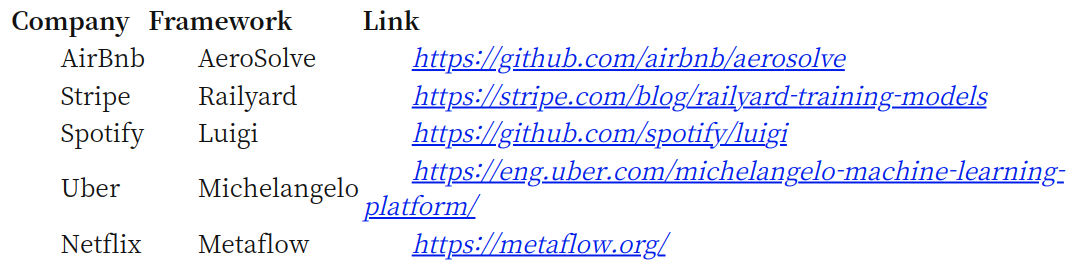 Company Framework Link
AirBnb AeroSolve https://github.com/airbnb/aerosolve
Stripe Railyard https://stripe.com/blog/railyard-training-models
Spotify Luigi https://github.com/spotify/luigi
Uber Michelangelo https://eng.uber.com/michelangelo-machine-learning-
platform/
Netflix Metaflow https://metaflow.org/